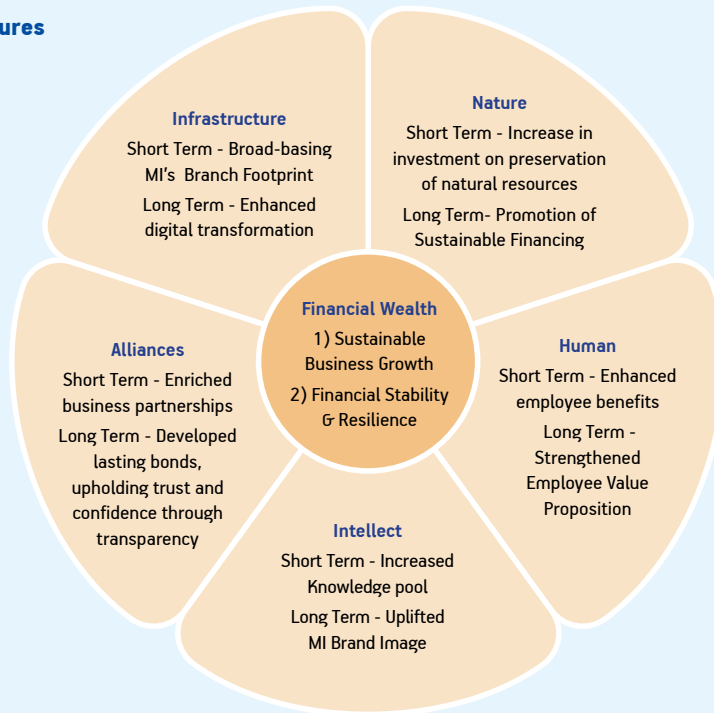 ures
Infrastructure
Short Term - Broad-basing
MI's Branch Footprint
Long Term - Enhanced
digital transformation
Nature
Short Term - Increase in
investment on preservation
of natural resources
Long Term- Promotion of
Sustainable Financing
Financial Wealth
1) Sustainable
Business Growth
2) Financial Stability
& Resilience
Alliances
Short Term - Enriched
business partnerships
Long Term - Developed
lasting bonds,
upholding trust and
confidence through
transparency
Human
Short Term - Enhanced
employee benefits
Long Term -
Strengthened
Employee Value
Proposition
Intellect
Short Term - Increased
Knowledge pool
Long Term - Uplifted
MI Brand Image